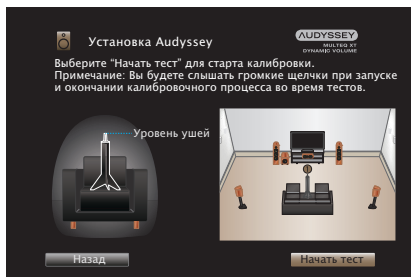 Установка Audyssey
AUDYSSEY
MULTEQ XT
DYNAMIC VOLUME
Выберите “Начать тест” для старта калибровки.
Примечание: Вы будете слышать громкие щелчки при запуске
и окончании калибровочного процесса во время тестов.
Уровень ушей
Назад
Начать тест